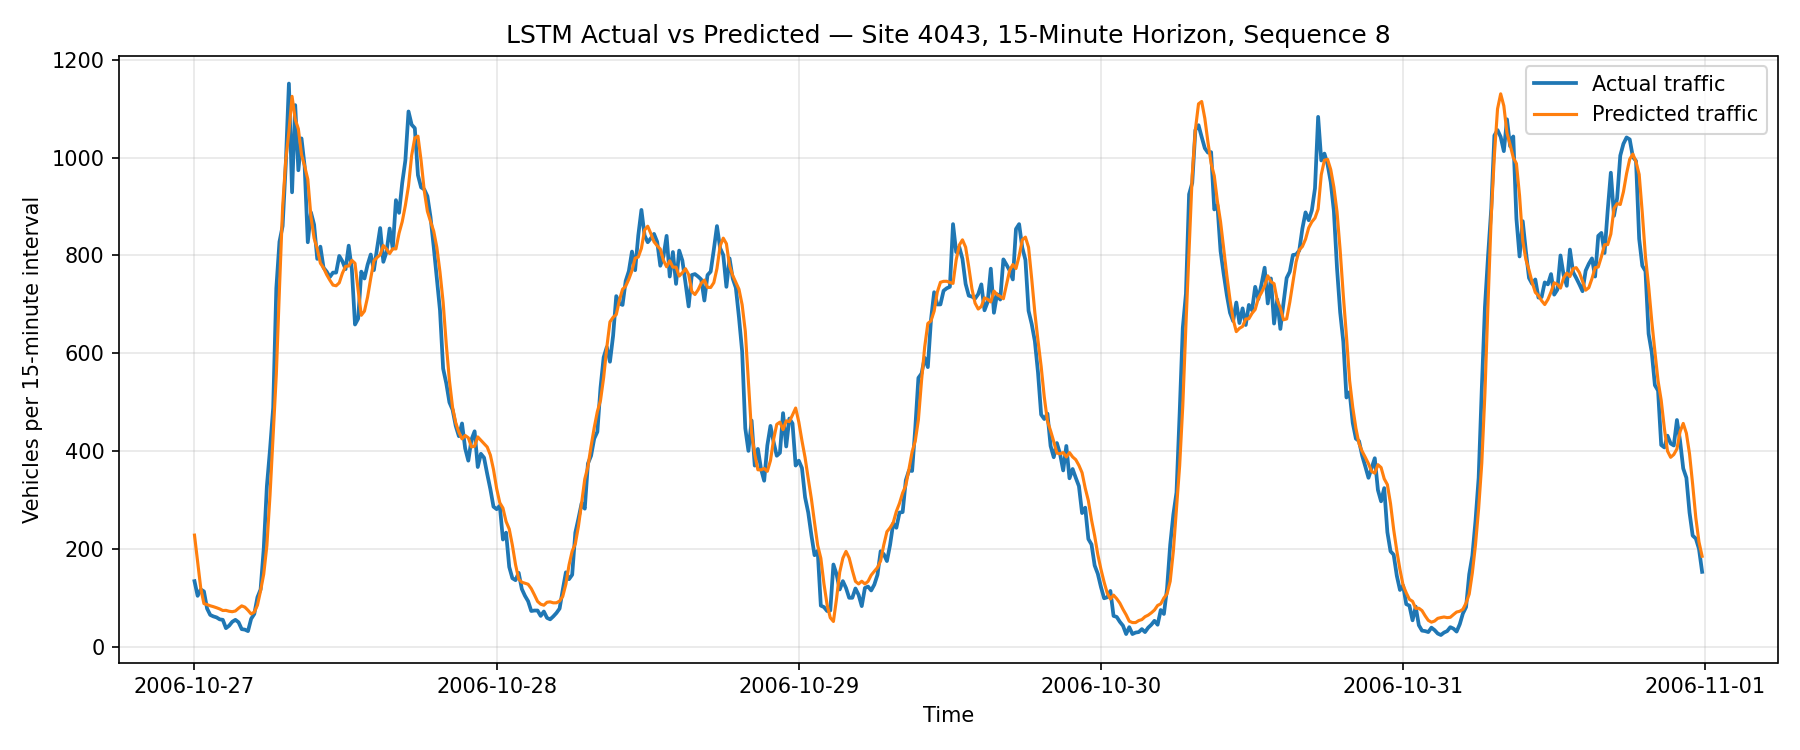 LSTM Actual vs Predicted — Site 4043, 15-Minute Horizon, Sequence 8
Actual traffic
Predicted traffic
Vehicles per 15-minute interval
1200
1000
800
600
400
200
0
2006-10-27
2006-10-28
2006-10-29
2006-10-30
2006-10-31
2006-11-01
Time